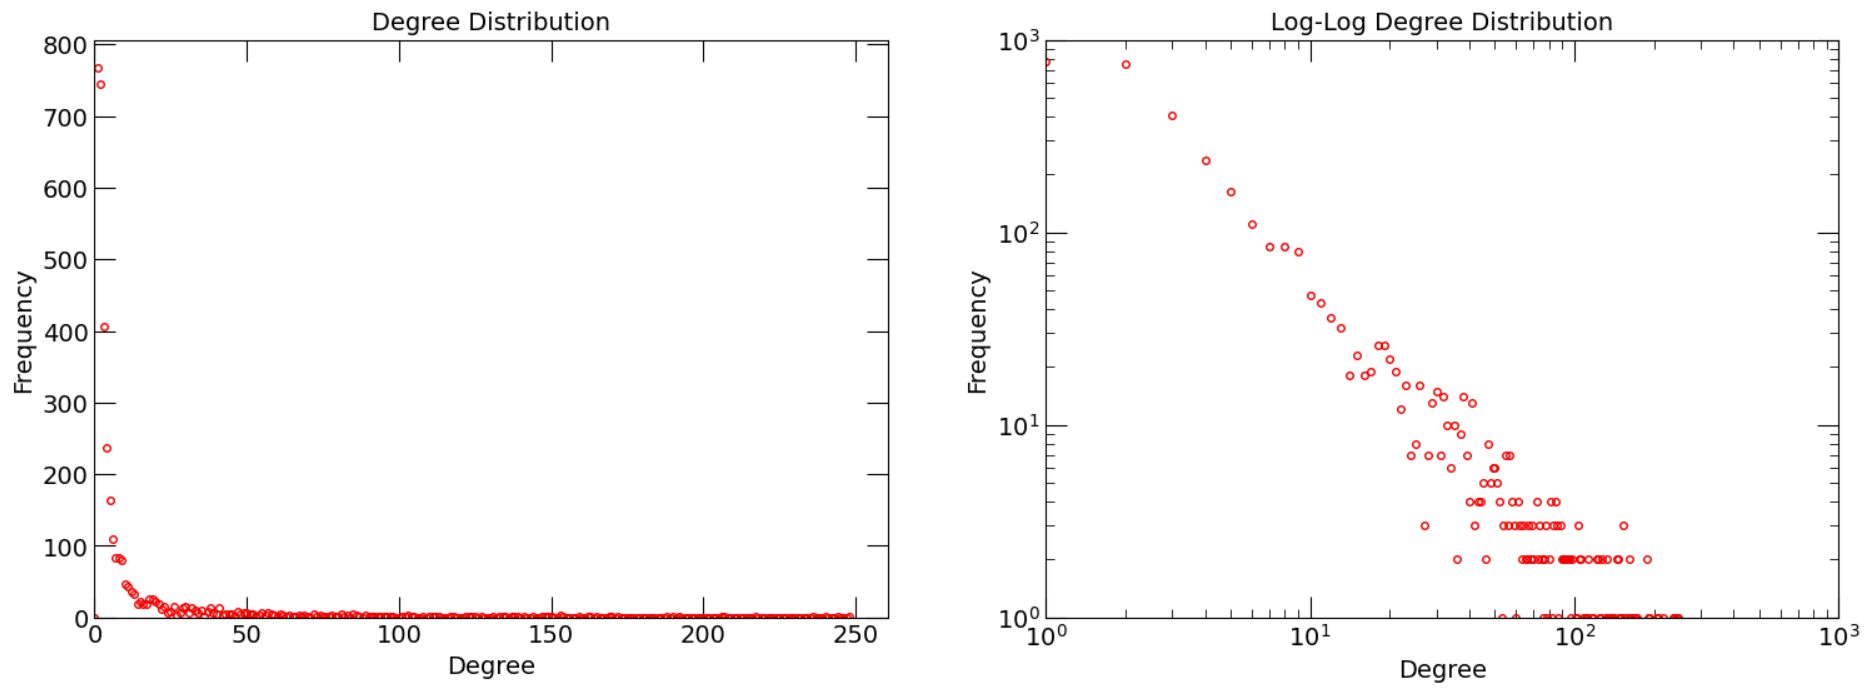 Degree Distribution
800
700
600
500
400
300
200
100
0
Frequency
0 50 100 150 200 250
Degree
Log-Log Degree Distribution
10³
10²
10¹
10⁰
Frequency
10⁰ 10¹ 10² 10³
Degree